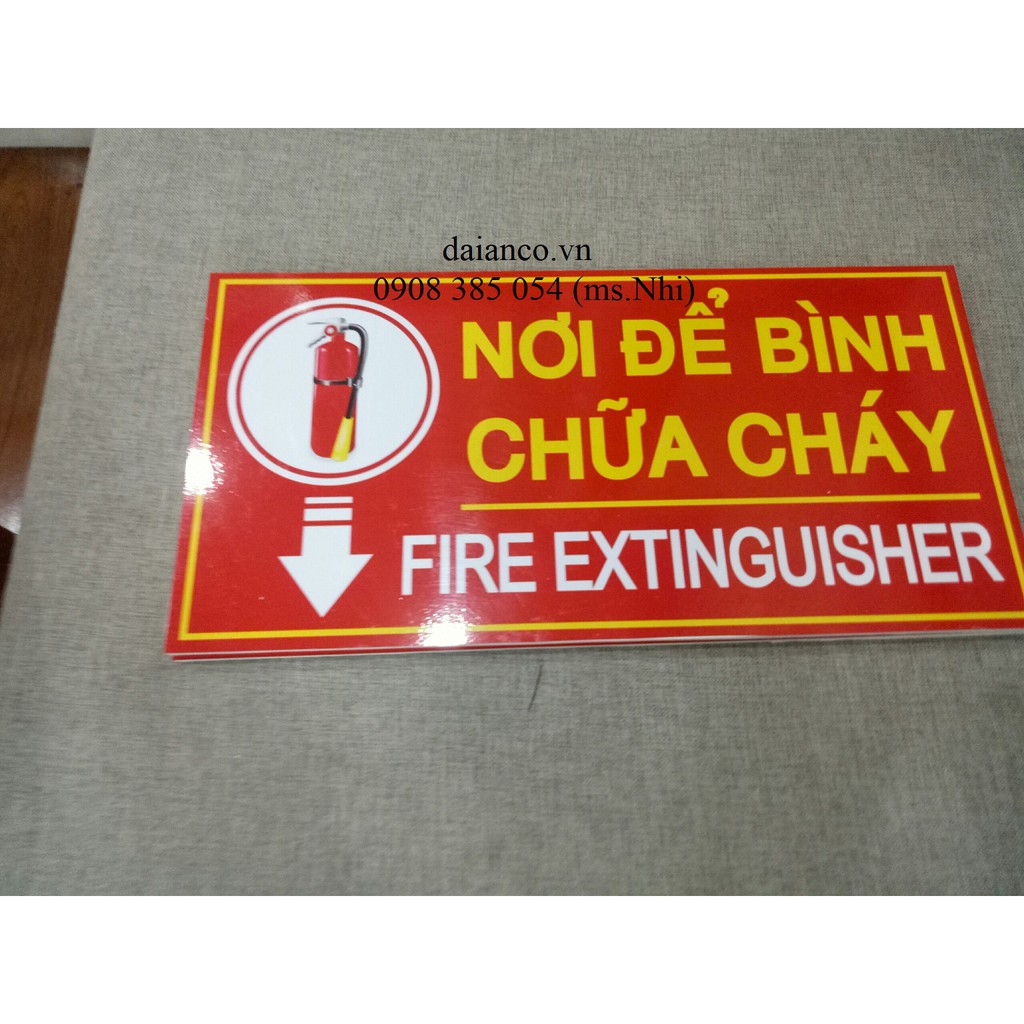 daianco.vn
0908 385 054 (ms.Nhi)
NƠI ĐỂ BÌNH
CHỮA CHÁY
FIRE EXTINGUISHER